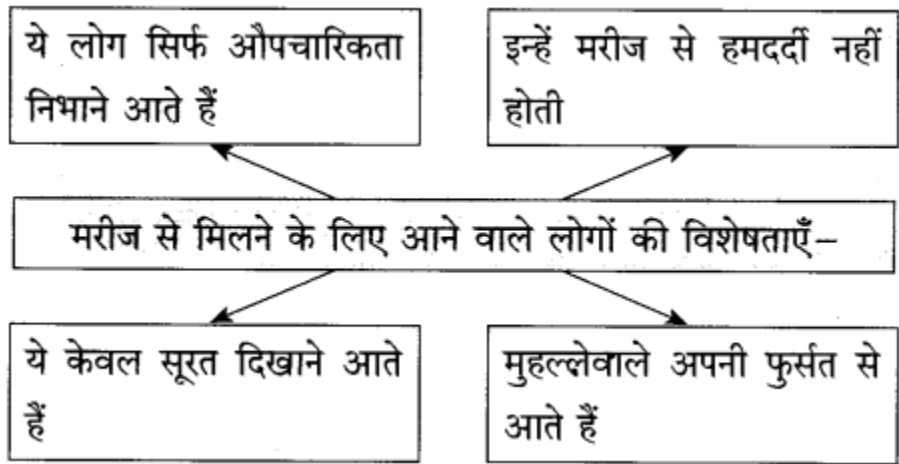 ये लोग सिर्फ औपचारिकता
निभाने आते हैं
इन्हें मरीज से हमदर्दी नहीं
होती
मरीज से मिलने के लिए आने वाले लोगों की विशेषताएँ–
ये केवल सूरत दिखाने आते
हैं
मुहल्लेवाले अपनी फुर्सत से
आते हैं